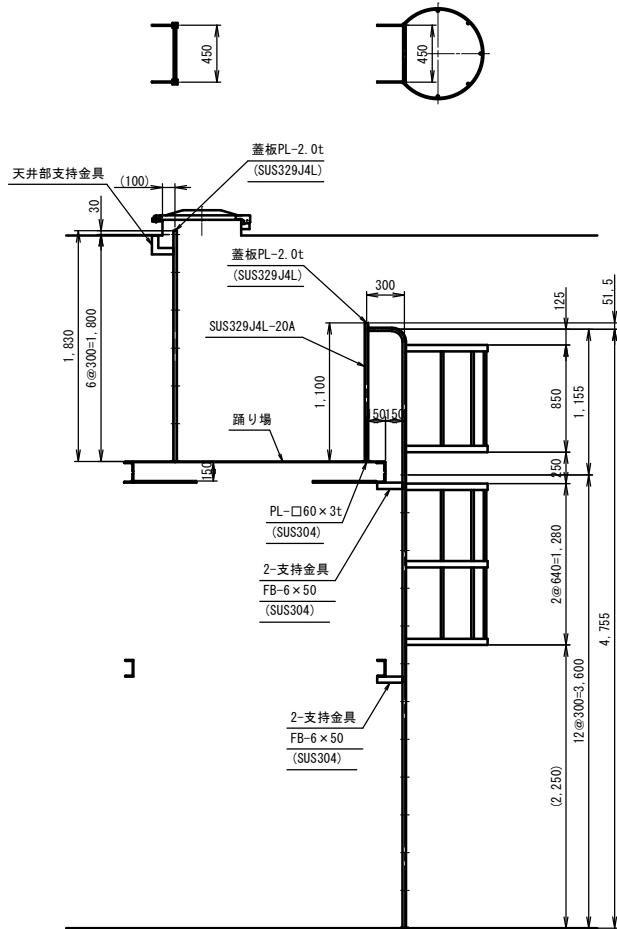 450
450
蓋板PL-2.0t
(SUS329J4L)
天井部支持金具
(100)
30
蓋板PL-2.0t
(SUS329J4L)
300
125
51.5
SUS329J4L-20A
1,830
6@300=1,800
1,100
850
1,155
踊り場
150
150
150
250
PL-口60×3t
(SUS304)
2-支持金具
FB-6×50
(SUS304)
2@640=1,280
12@300=3,600
4,755
2-支持金具
FB-6×50
(SUS304)
(2,250)